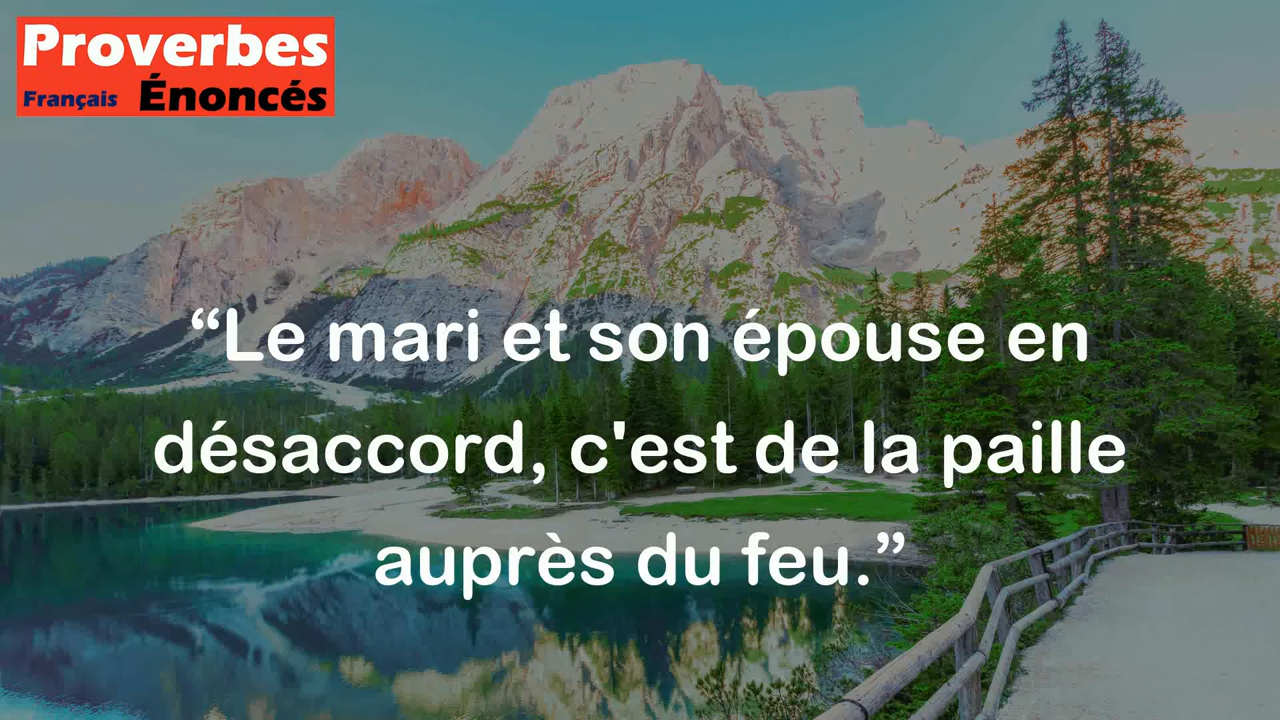 Proverbes
Français Énoncés
“Le mari et son épouse en
désaccord, c'est de la paille
auprès du feu.”